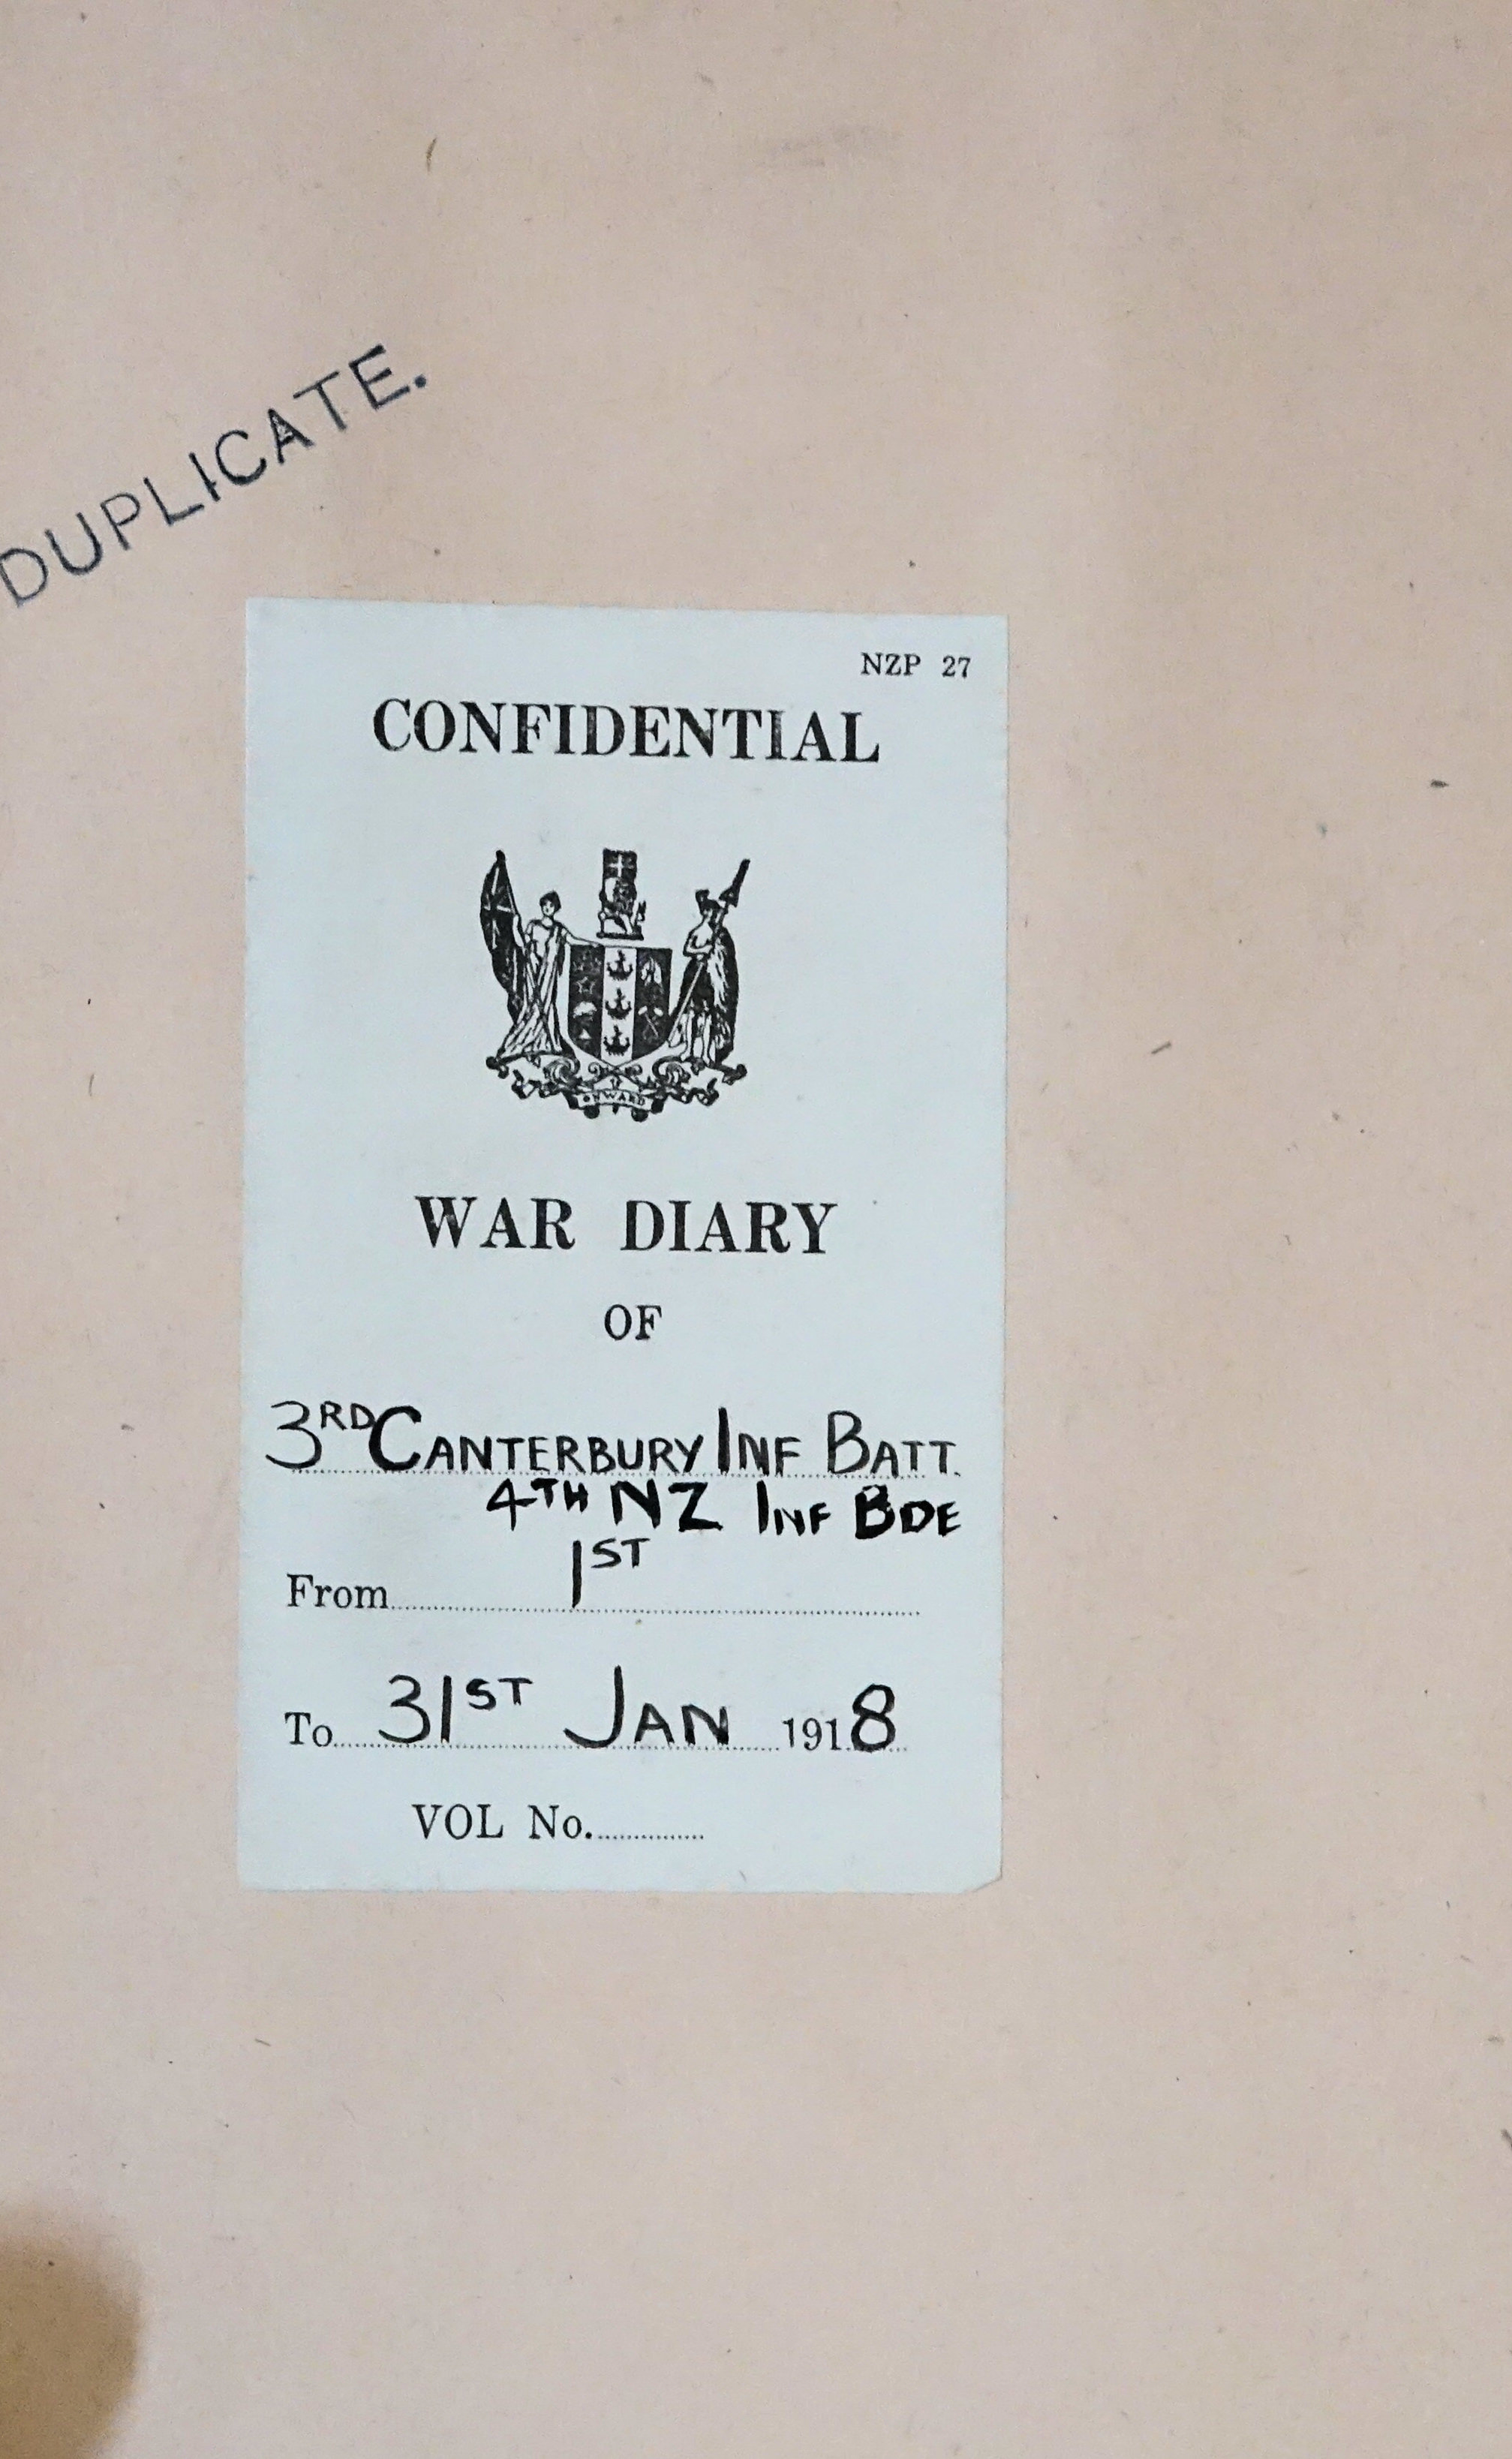 DUPLICATE.
NZP 27
CONFIDENTIAL
ONWARD
WAR DIARY
OF
3RD CANTERBURY INF BATT.
4TH NZ INF BDE
From 1ST
To 31ST JAN 1918
VOL No.